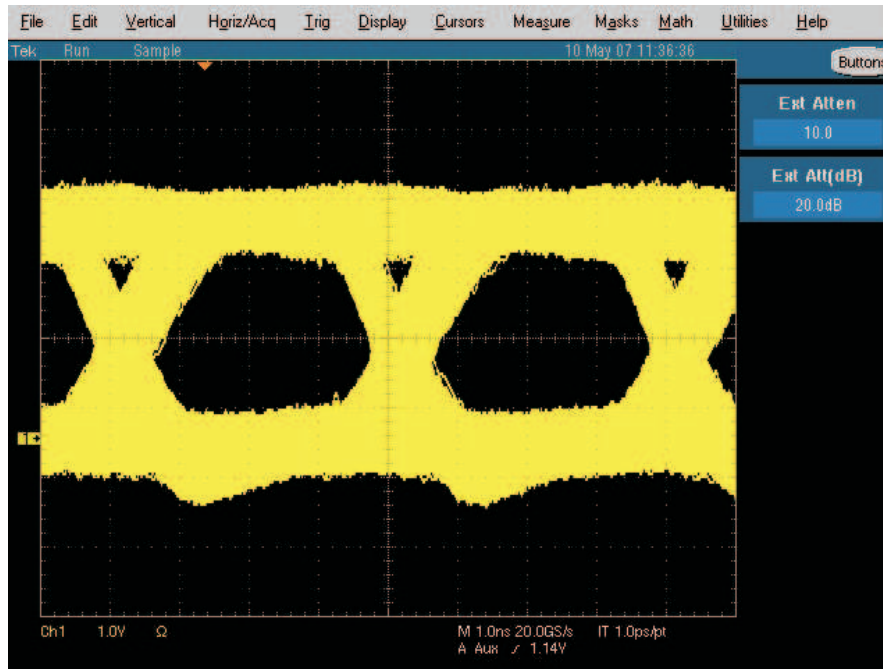 File Edit Vertical Horiz/Acq Trig Display Cursors Measure Masks Math Utilities Help
Tek Run Sample 10 May 07 11:36:36
Buttons
Ext Atten
10.0
Ext Att(dB)
20.0dB
1
Ch1 1.0V Ω M 1.0ns 20.0GS/s IT 1.0ps/pt
A Aux ∫ 1.14V